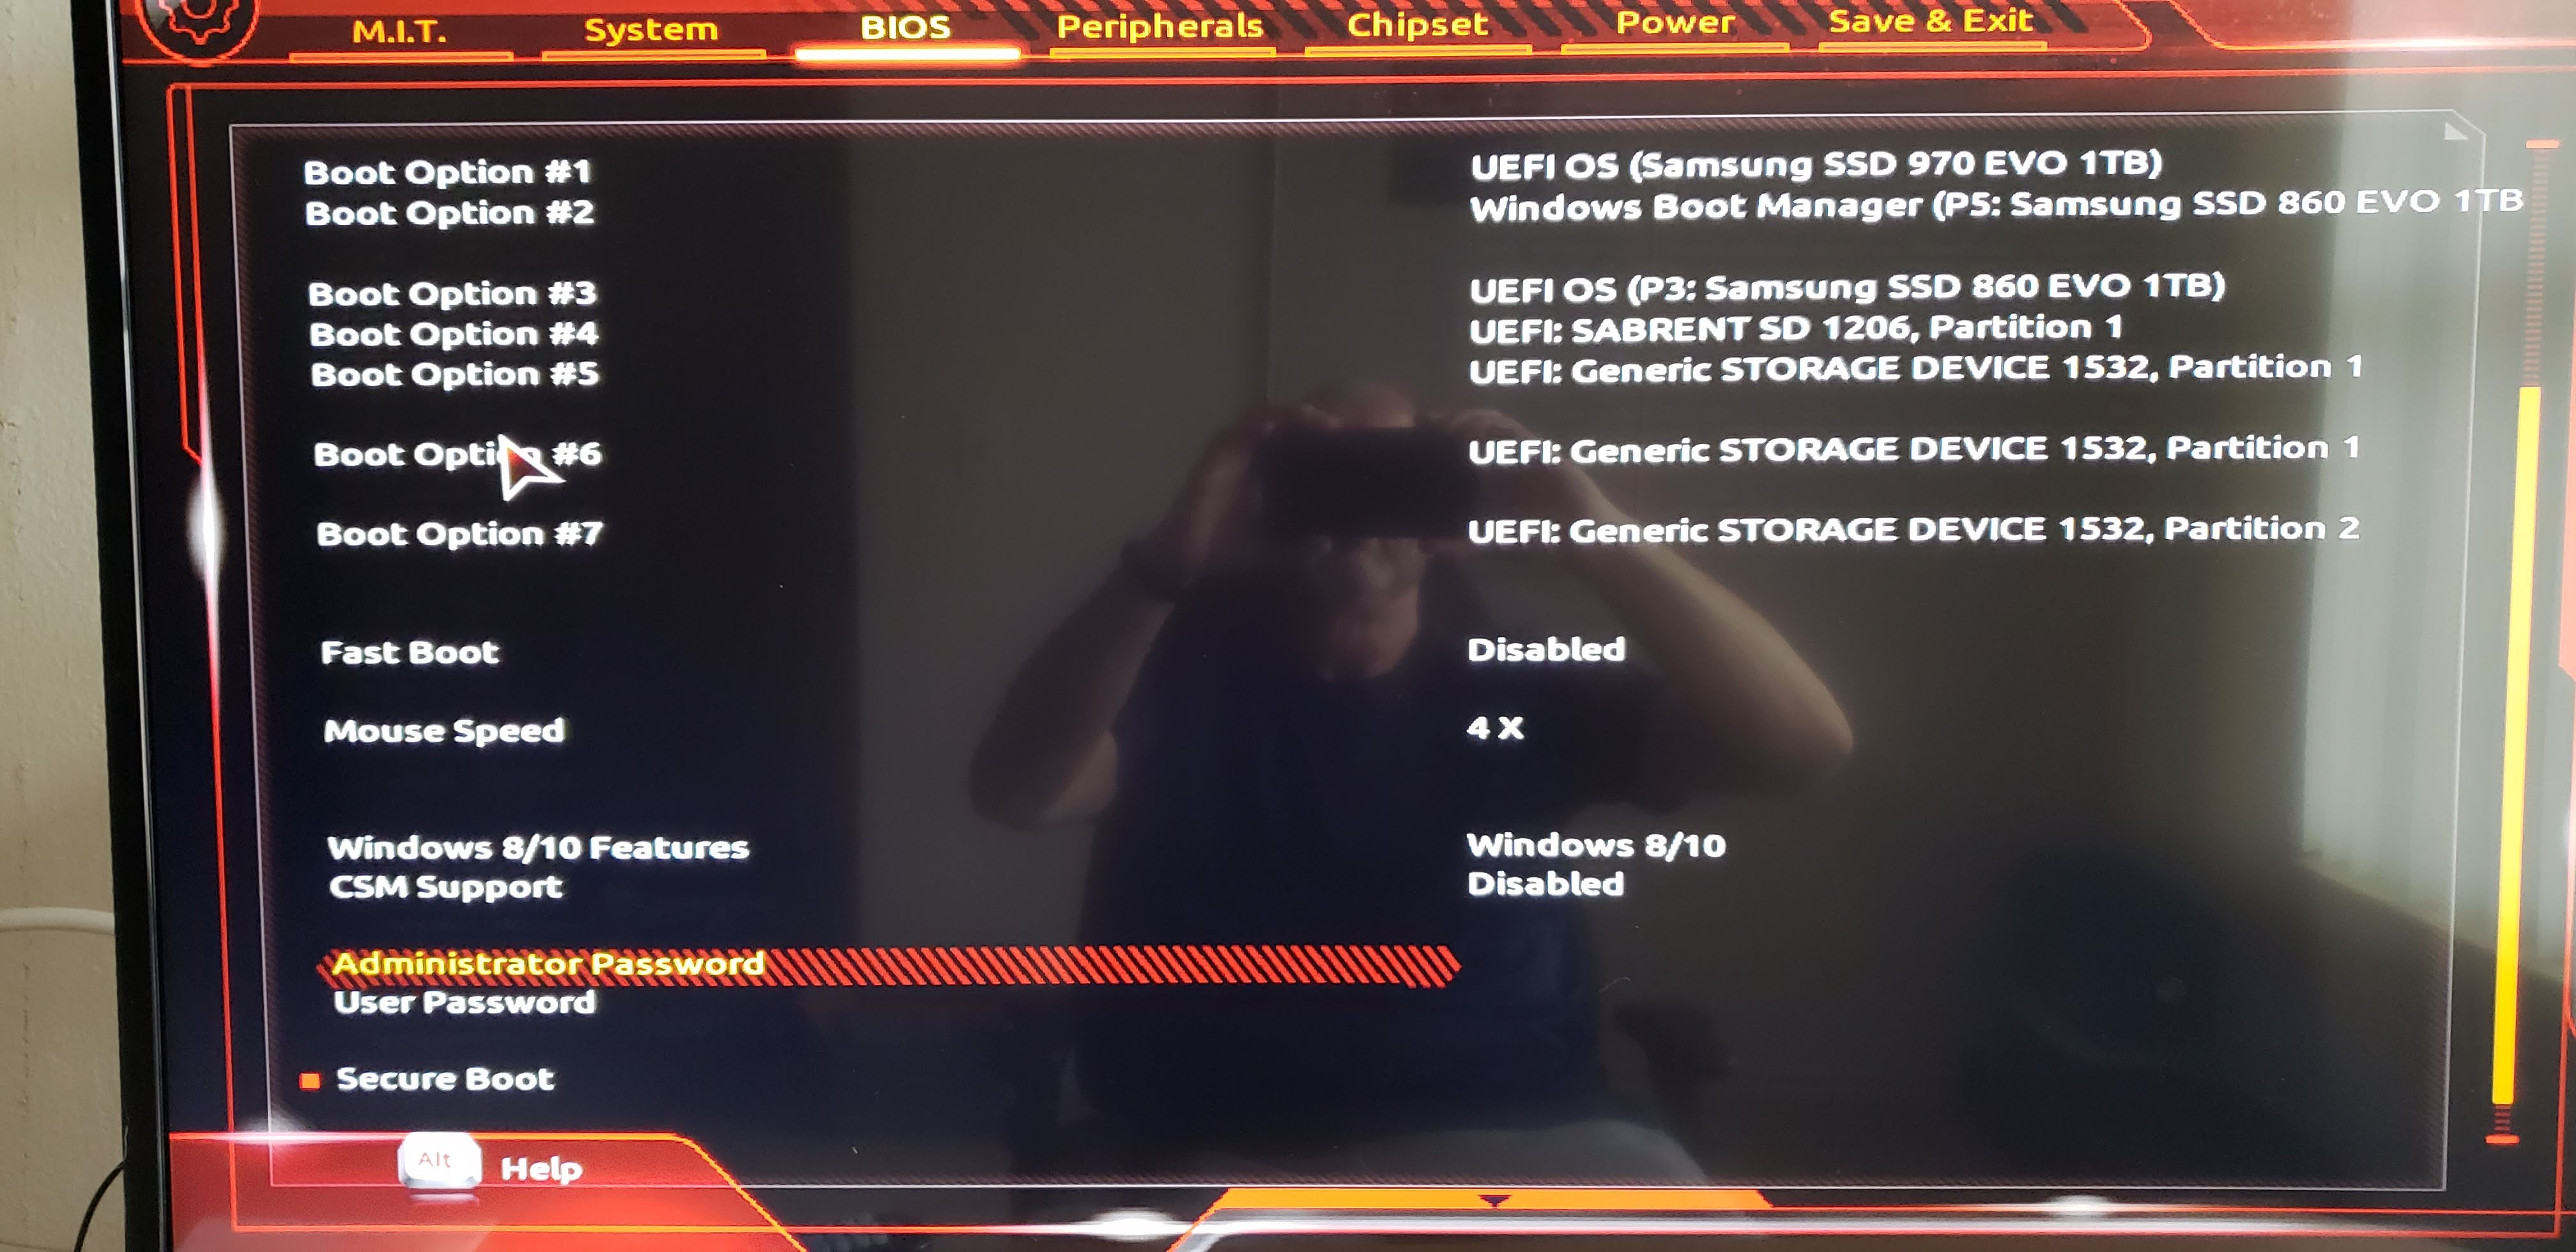 M.I.T. System BIOS Peripherals Chipset Power Save & Exit
Boot Option #1 UEFI OS (Samsung SSD 970 EVO 1TB)
Boot Option #2 Windows Boot Manager (P5: Samsung SSD 860 EVO 1TB
Boot Option #3 UEFI OS (P3: Samsung SSD 860 EVO 1TB)
Boot Option #4 UEFI: SABRENT SD 1206, Partition 1
Boot Option #5 UEFI: Generic STORAGE DEVICE 1532, Partition 1
Boot Option #6 UEFI: Generic STORAGE DEVICE 1532, Partition 1
Boot Option #7 UEFI: Generic STORAGE DEVICE 1532, Partition 2
Fast Boot Disabled
Mouse Speed 4 X
Windows 8/10 Features Windows 8/10
CSM Support Disabled
Administrator Password
User Password
Secure Boot
Alt Help